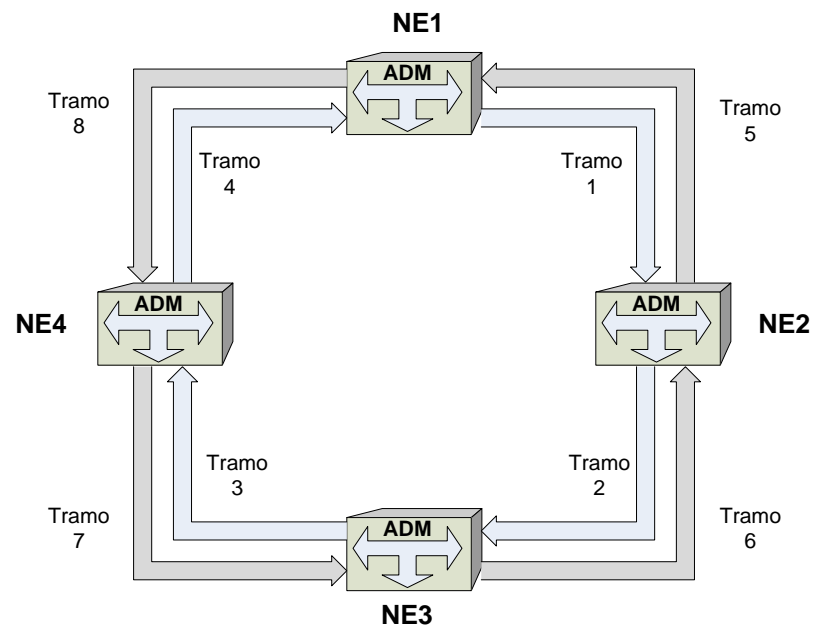 NE1
ADM
Tramo
8
Tramo
5
Tramo
4
Tramo
1
ADM
NE4
ADM
NE2
Tramo
3
Tramo
2
Tramo
7
Tramo
6
ADM
NE3